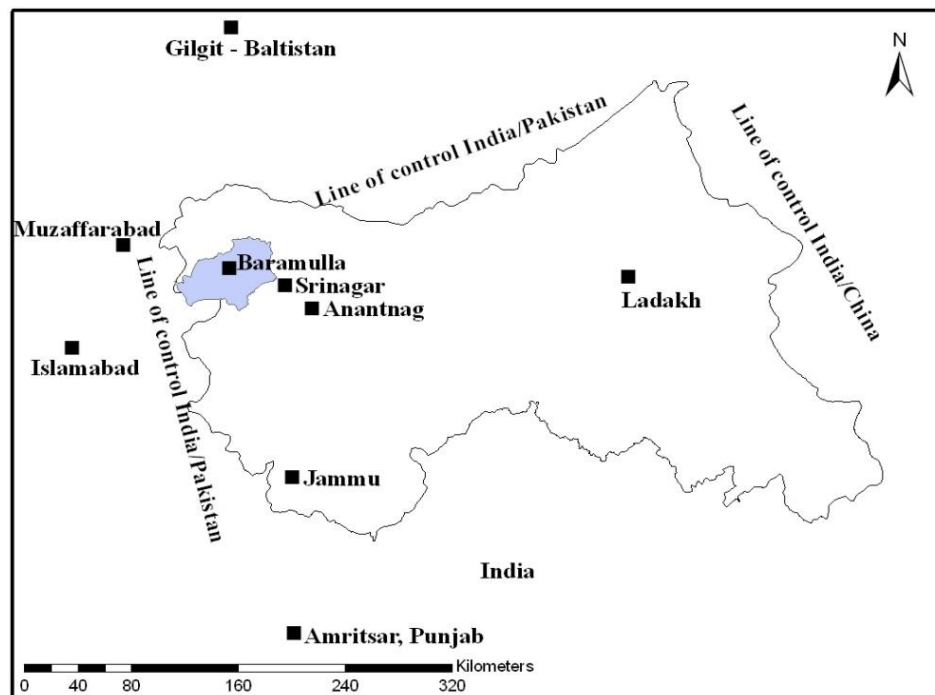 Gilgit - Baltistan
N
Line of control India/Pakistan
Line of control India/China
Muzaffarabad
Baramulla
Srinagar
Anantnag
Ladakh
Islamabad
Line of control India/Pakistan
Jammu
India
Amritsar, Punjab
Kilometers
0 40 80 160 240 320